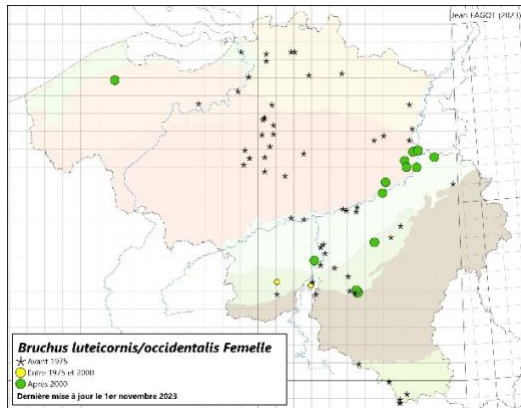 Jean FAGOT (2023)
Bruchus luteicornis/occidentalis Femelle
Avant 1975
Entre 1975 et 2000
Après 2000
Dernière mise à jour le 1er novembre 2023